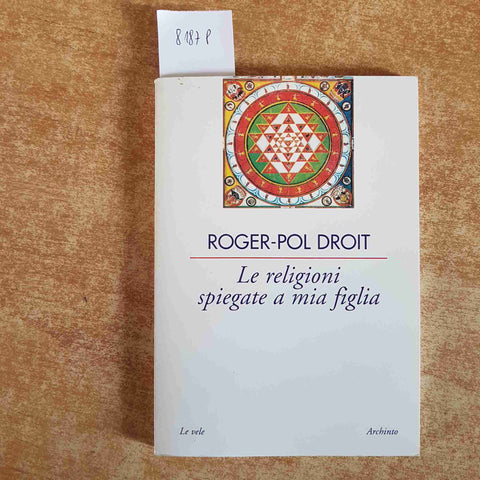 8187 P
ROGER-POL DROIT
Le religioni
spiegate a mia figlia
Le vele Archinto